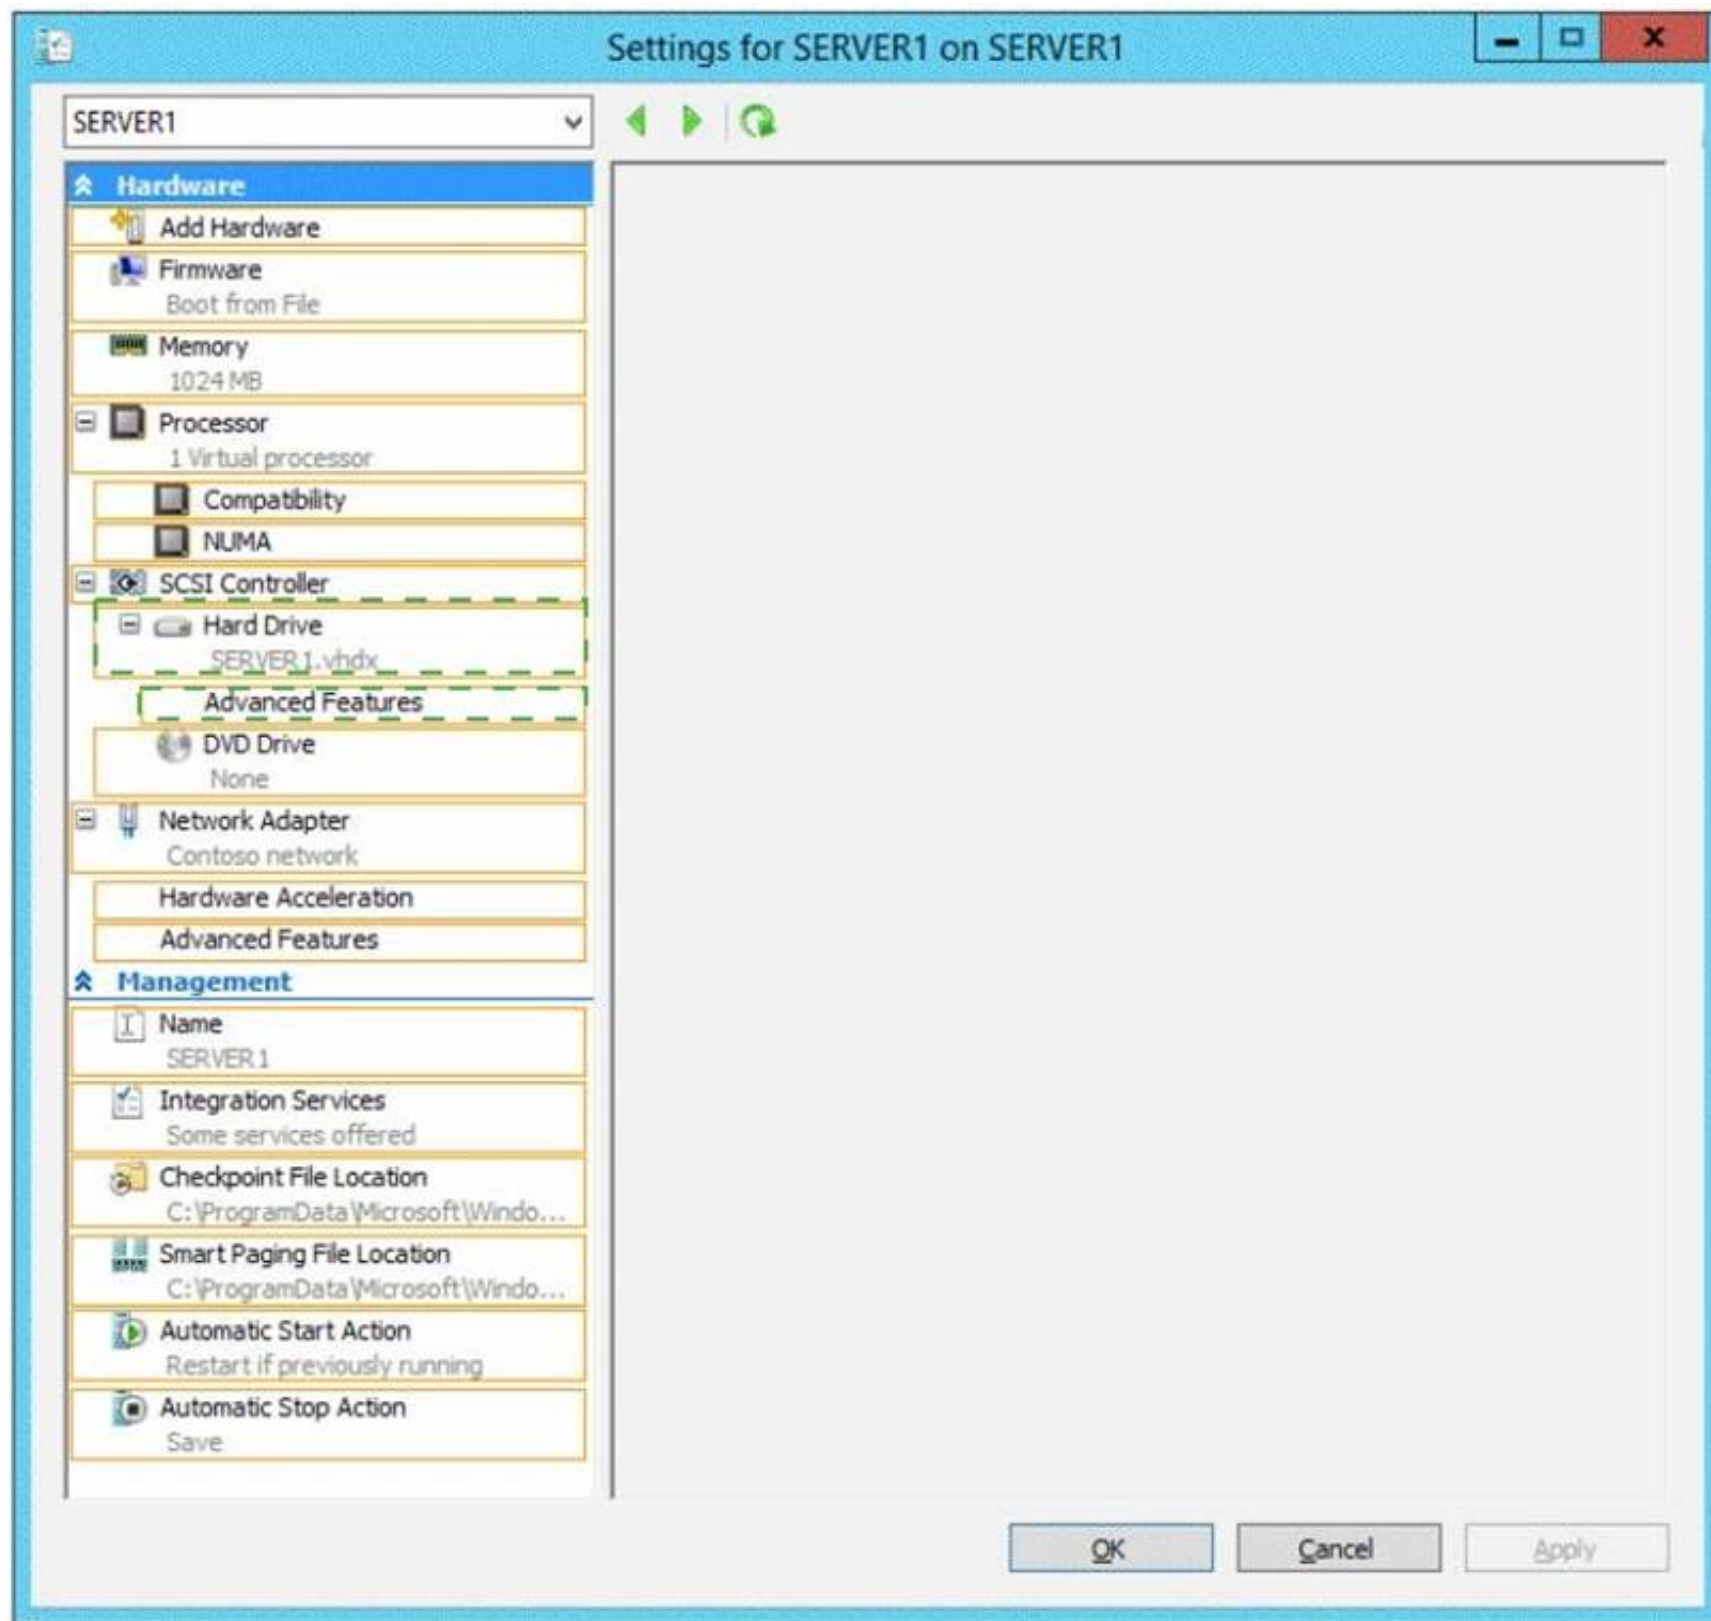 Settings for SERVER1 on SERVER1
SERVER1
Hardware
Add Hardware
Firmware
Boot from File
Memory
1024 MB
Processor
1 Virtual processor
Compatibility
NUMA
SCSI Controller
Hard Drive
SERVER1.vhdx
Advanced Features
DVD Drive
None
Network Adapter
Contoso network
Hardware Acceleration
Advanced Features
Management
Name
SERVER1
Integration Services
Some services offered
Checkpoint File Location
C:\ProgramData\Microsoft\Windo...
Smart Paging File Location
C:\ProgramData\Microsoft\Windo...
Automatic Start Action
Restart if previously running
Automatic Stop Action
Save
OK Cancel Apply